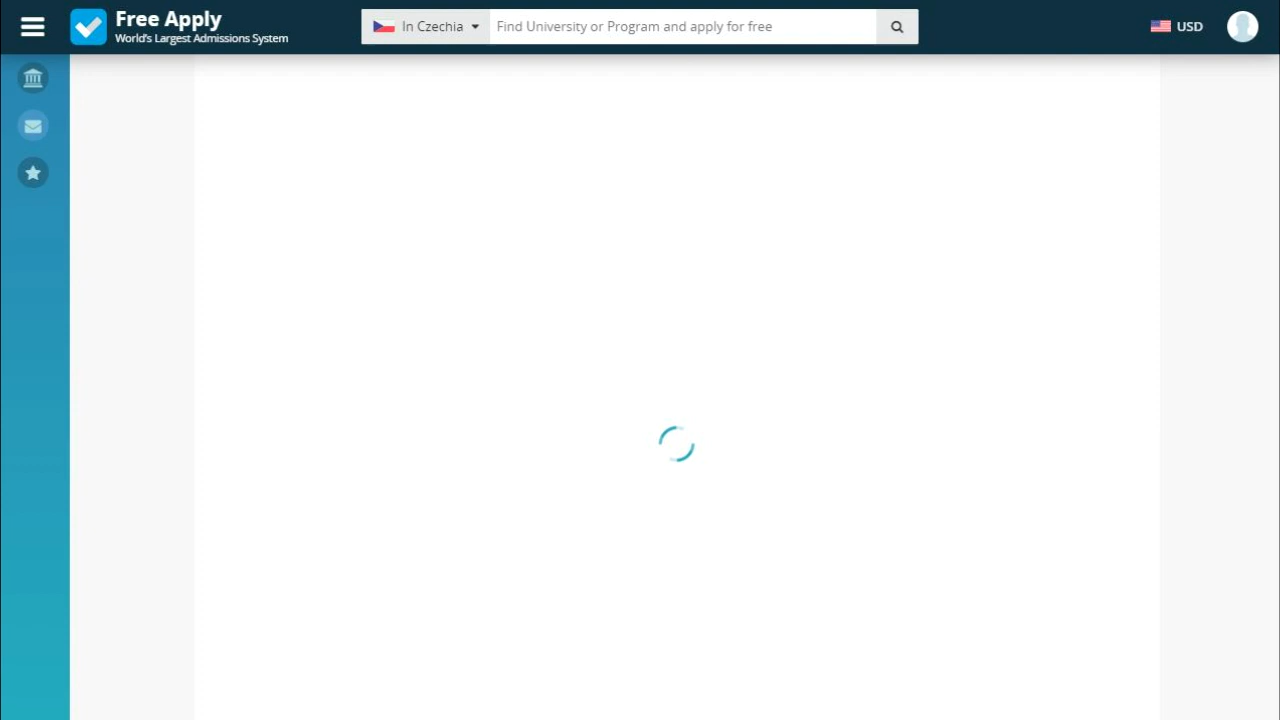 Free Apply
World's Largest Admissions System
In Czechia
Find University or Program and apply for free
USD